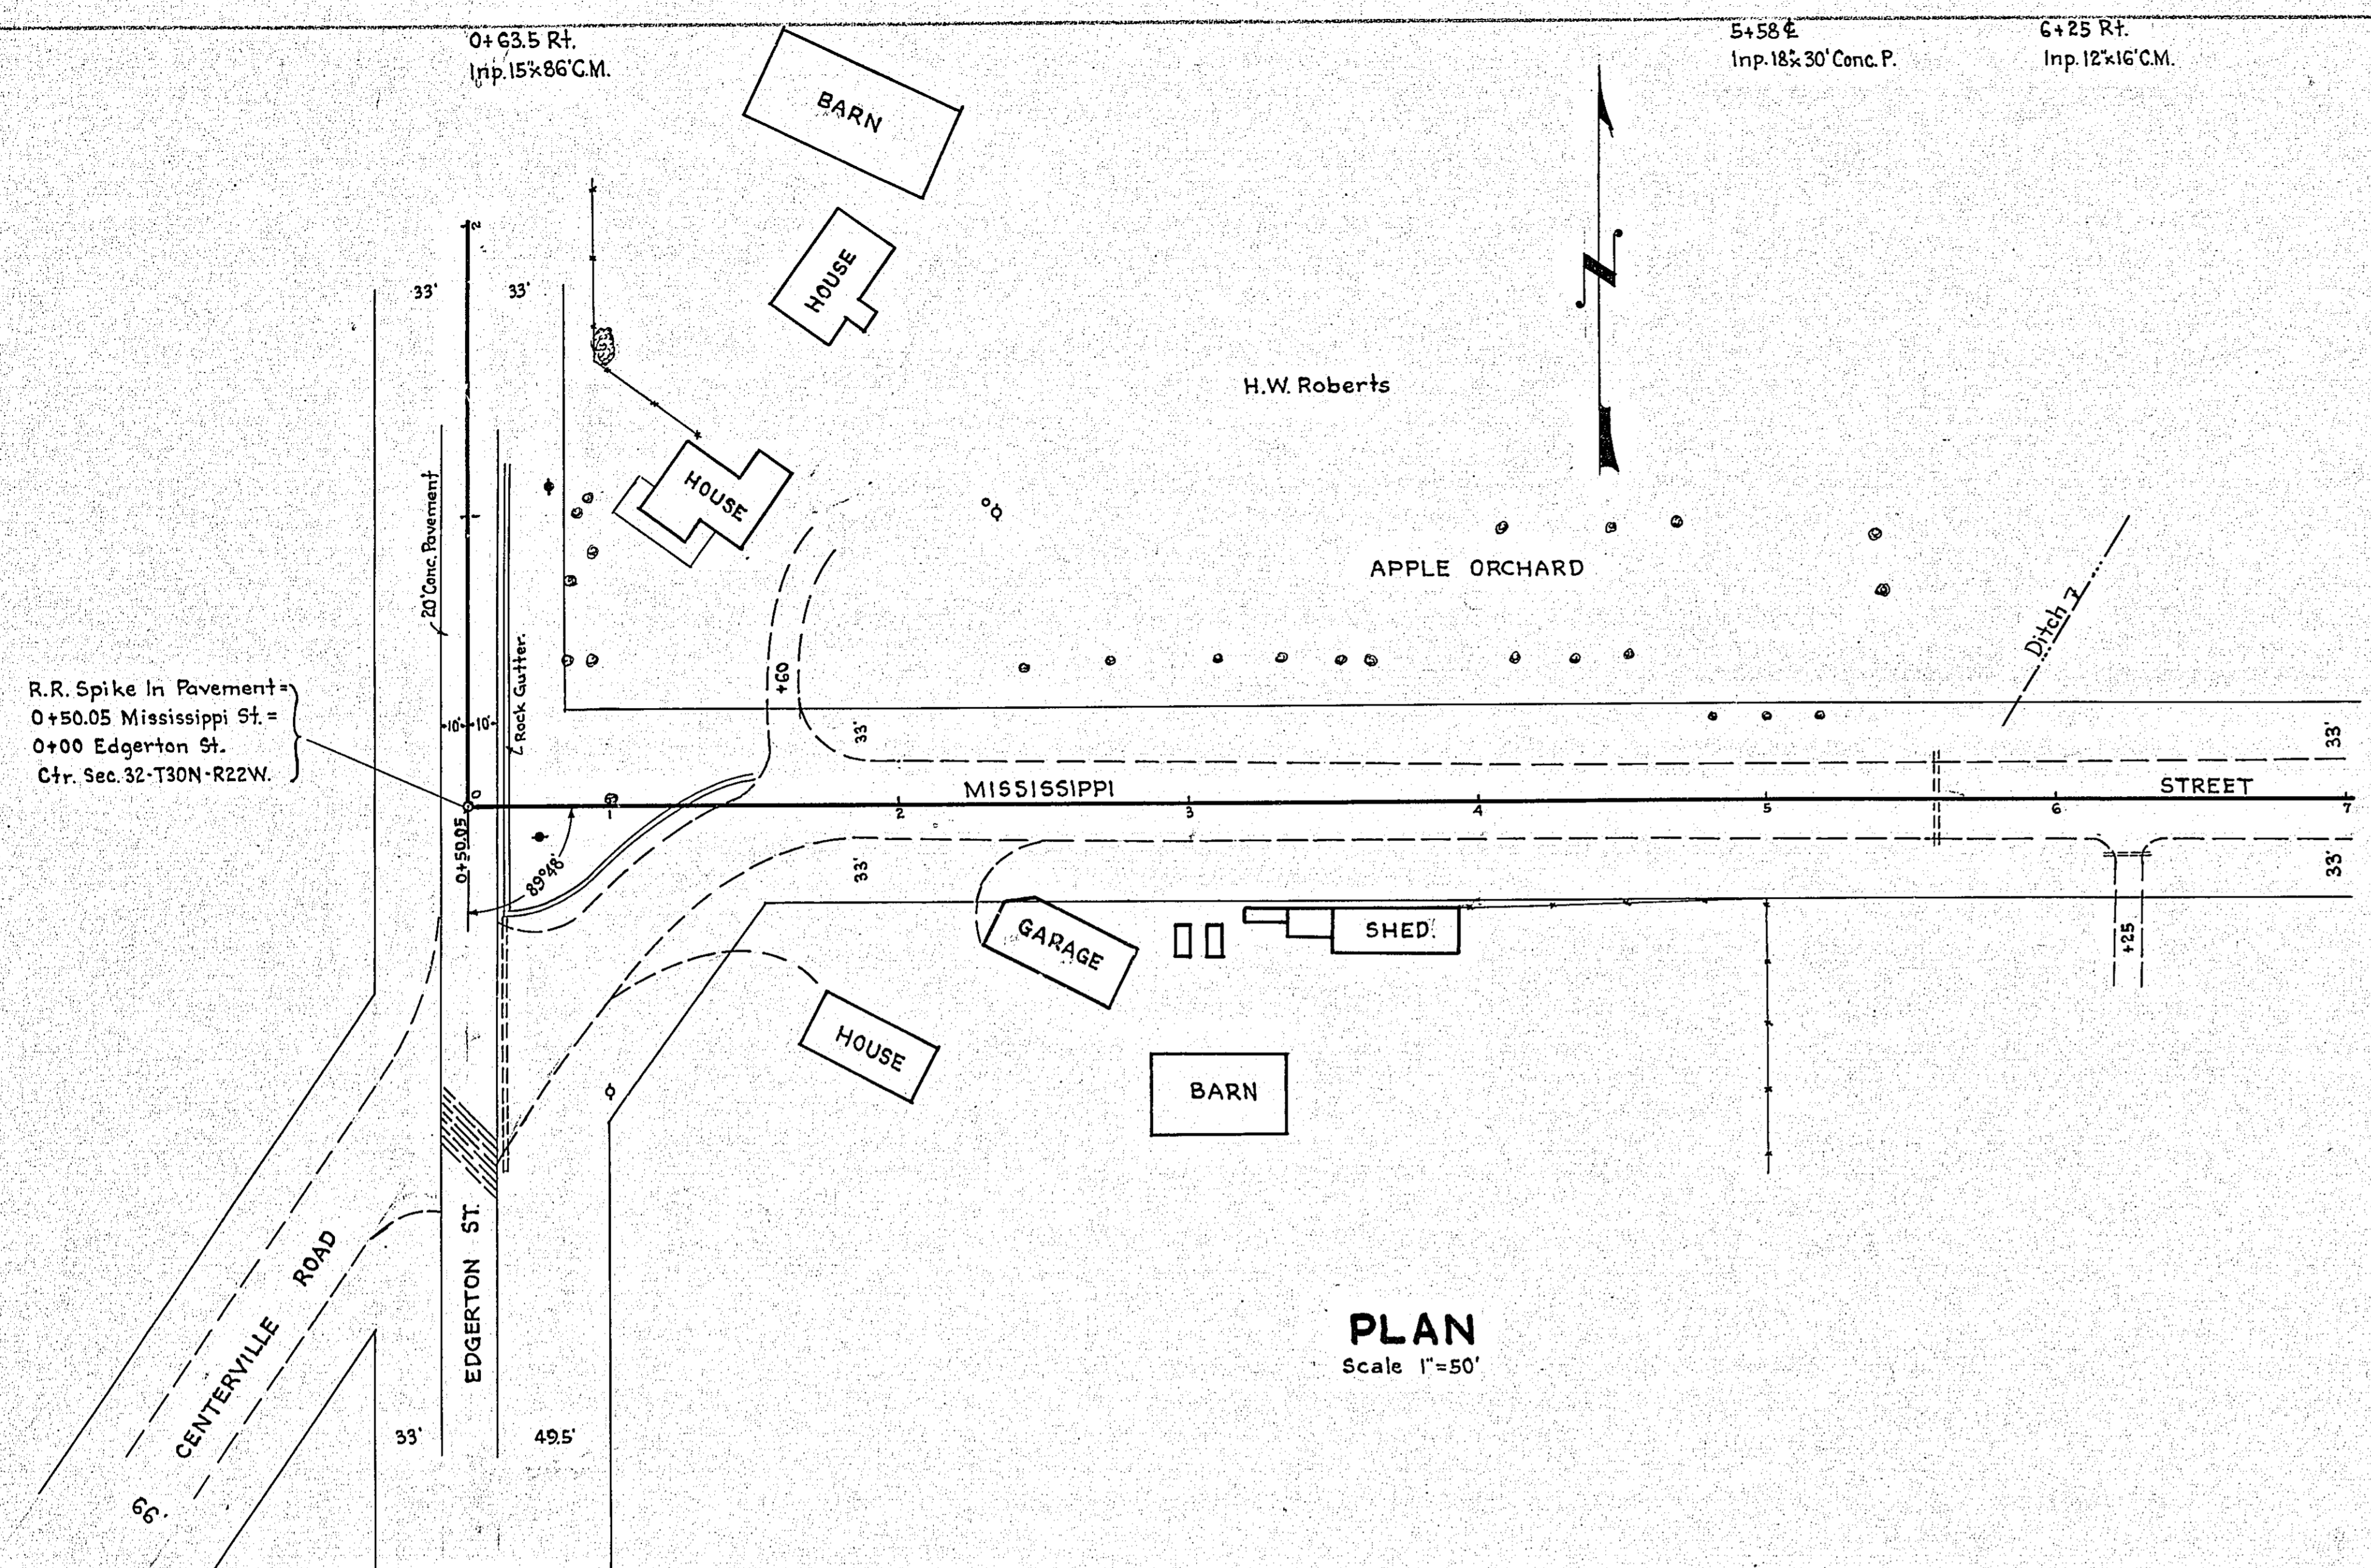 0+63.5 Rt.
Inp. 15"x86' C.M.
5+58 ℄
Inp. 18"x 30' Conc. P.
6+25 Rt.
Inp. 12"x16' C.M.
BARN
N
2
HOUSE
33'
33'
H.W. Roberts
HOUSE
20' Conc. Pavement
APPLE ORCHARD
Ditch
Rock Gutter.
+60
R.R. Spike In Pavement =
0+50.05 Mississippi St. =
0+00 Edgerton St.
Ctr. Sec. 32-T30N-R22W.
10' 10'
33'
33'
MISSISSIPPI STREET
0
1 2 3 4 5 6 7
0+50.05
89°48'
33'
33'
GARAGE
SHED.
+25
HOUSE
BARN
CENTERVILLE ROAD
EDGERTON ST.
PLAN
Scale 1"=50'
33'
49.5'
66'